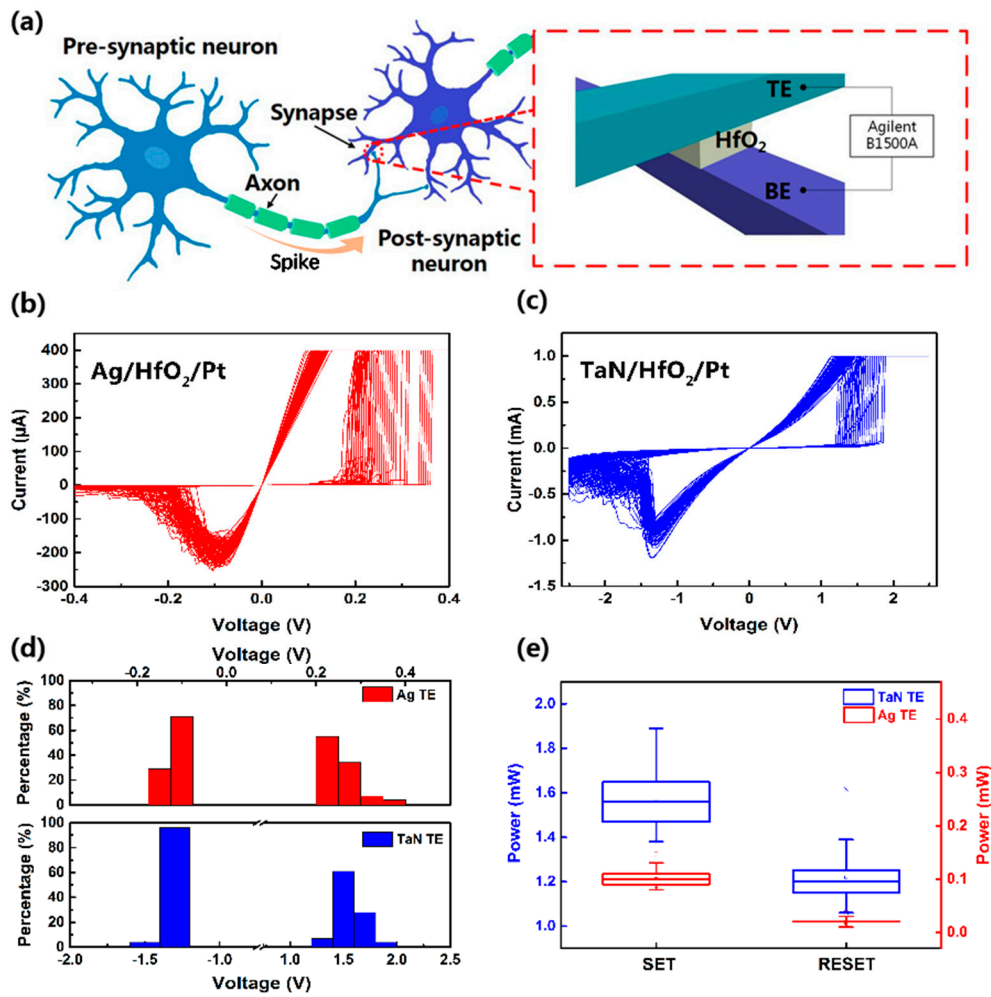 (a)
Pre-synaptic neuron
Synapse
Axon
Spike
Post-synaptic
neuron
TE
HfO₂
BE
Agilent
B1500A
(b)
Ag/HfO₂/Pt
400
300
200
100
0
-100
-200
-300
Current (μA)
-0.4
-0.2
0.0
0.2
0.4
Voltage (V)
(c)
TaN/HfO₂/Pt
1.0
0.5
0.0
-0.5
-1.0
-1.5
Current (mA)
-2
-1
0
1
2
Voltage (V)
(d)
Voltage (V)
-0.2
0.0
0.2
0.4
Ag TE
100
80
60
40
20
0
Percentage (%)
TaN TE
100
80
60
40
20
0
Percentage (%)
-2.0
-1.5
-1.0
1.0
1.5
2.0
2.5
Voltage (V)
(e)
TaN TE
Ag TE
2.0
1.8
1.6
1.4
1.2
1.0
Power (mW)
0.4
0.3
0.2
0.1
0.0
Power (mW)
SET
RESET